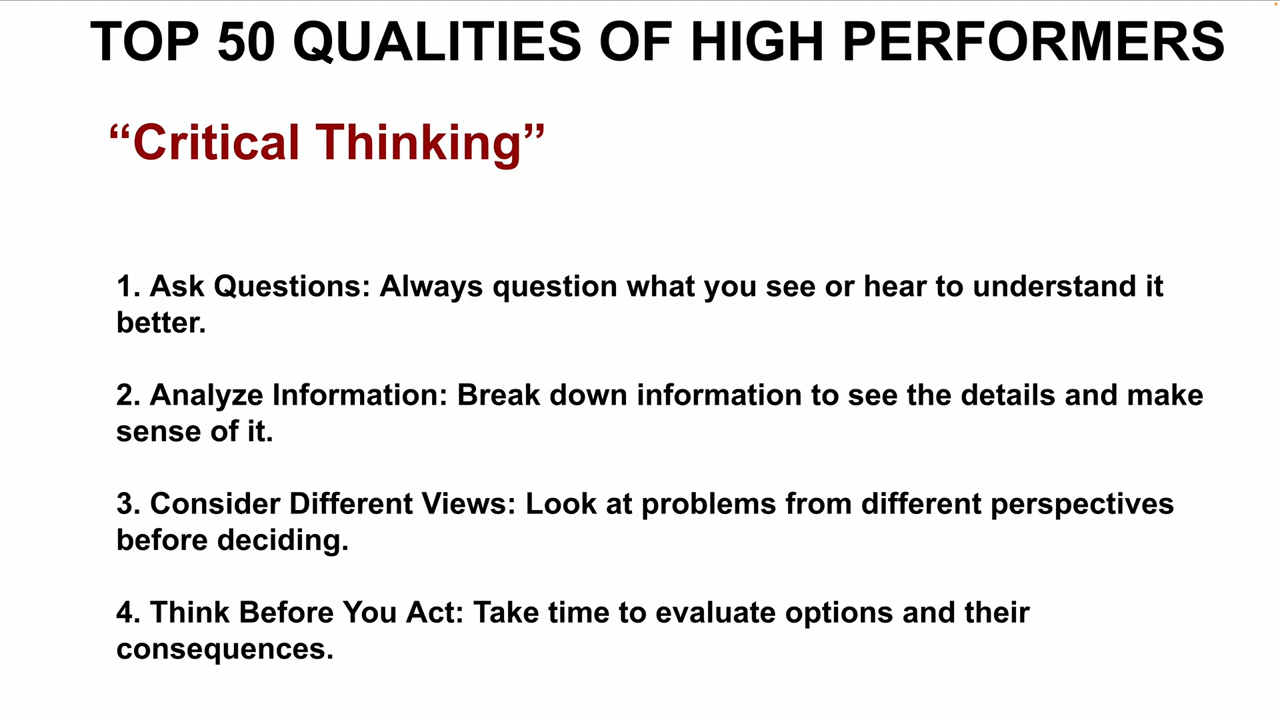 TOP 50 QUALITIES OF HIGH PERFORMERS
“Critical Thinking”
1. Ask Questions: Always question what you see or hear to understand it
better.
2. Analyze Information: Break down information to see the details and make
sense of it.
3. Consider Different Views: Look at problems from different perspectives
before deciding.
4. Think Before You Act: Take time to evaluate options and their
consequences.